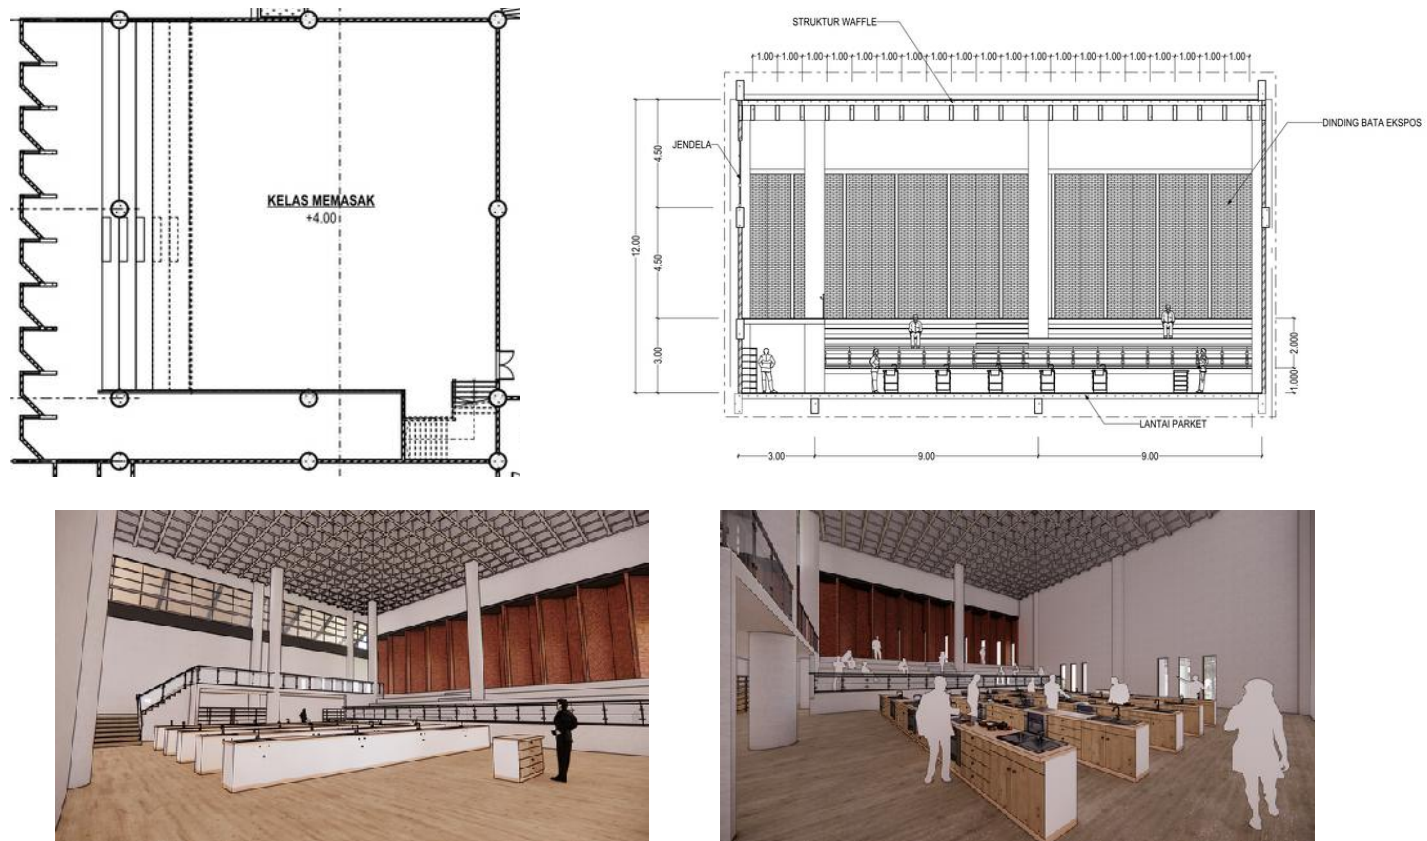 KELAS MEMASAK
+4.00
STRUKTUR WAFFLE
1.00 1.00 1.00 1.00 1.00 1.00 1.00 1.00 1.00 1.00 1.00 1.00 1.00 1.00 1.00 1.00 1.00 1.00 1.00 1.00
DINDING BATA EKSPOS
JENDELA
4.50
12.00
4.50
3.00
2.000
1.000
LANTAI PARKET
3.00 9.00 9.00